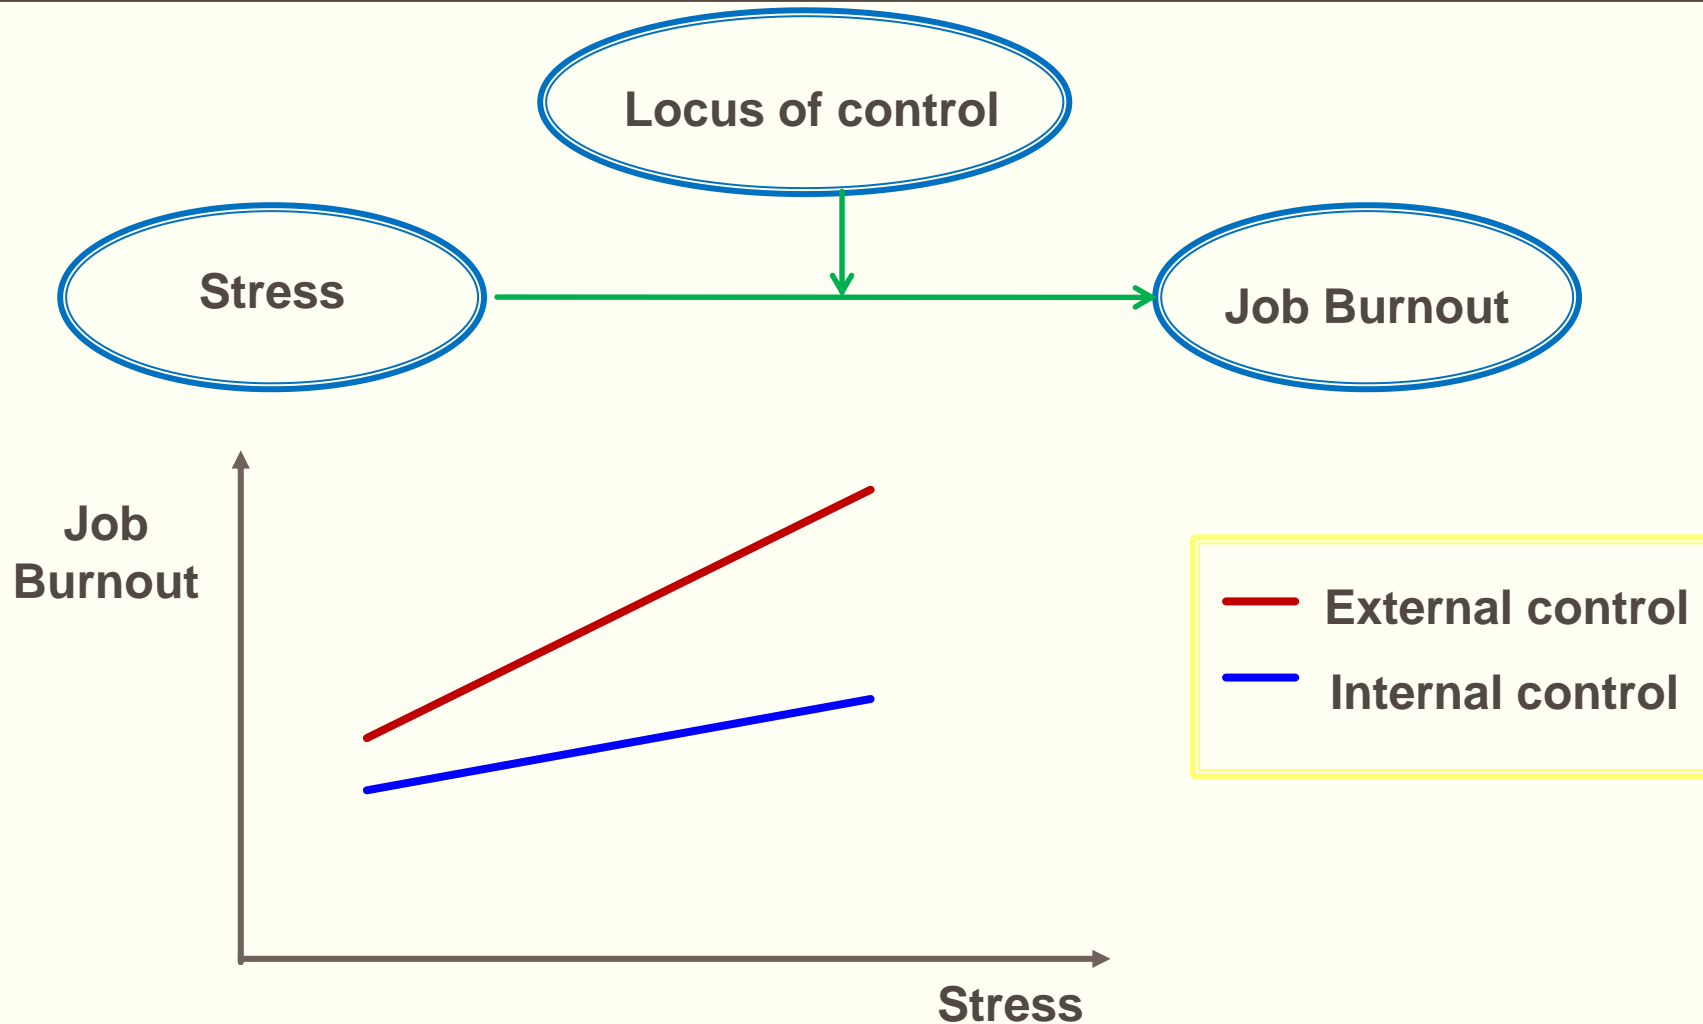 Locus of control
Stress
Job Burnout
Job
Burnout
External control
Internal control
Stress